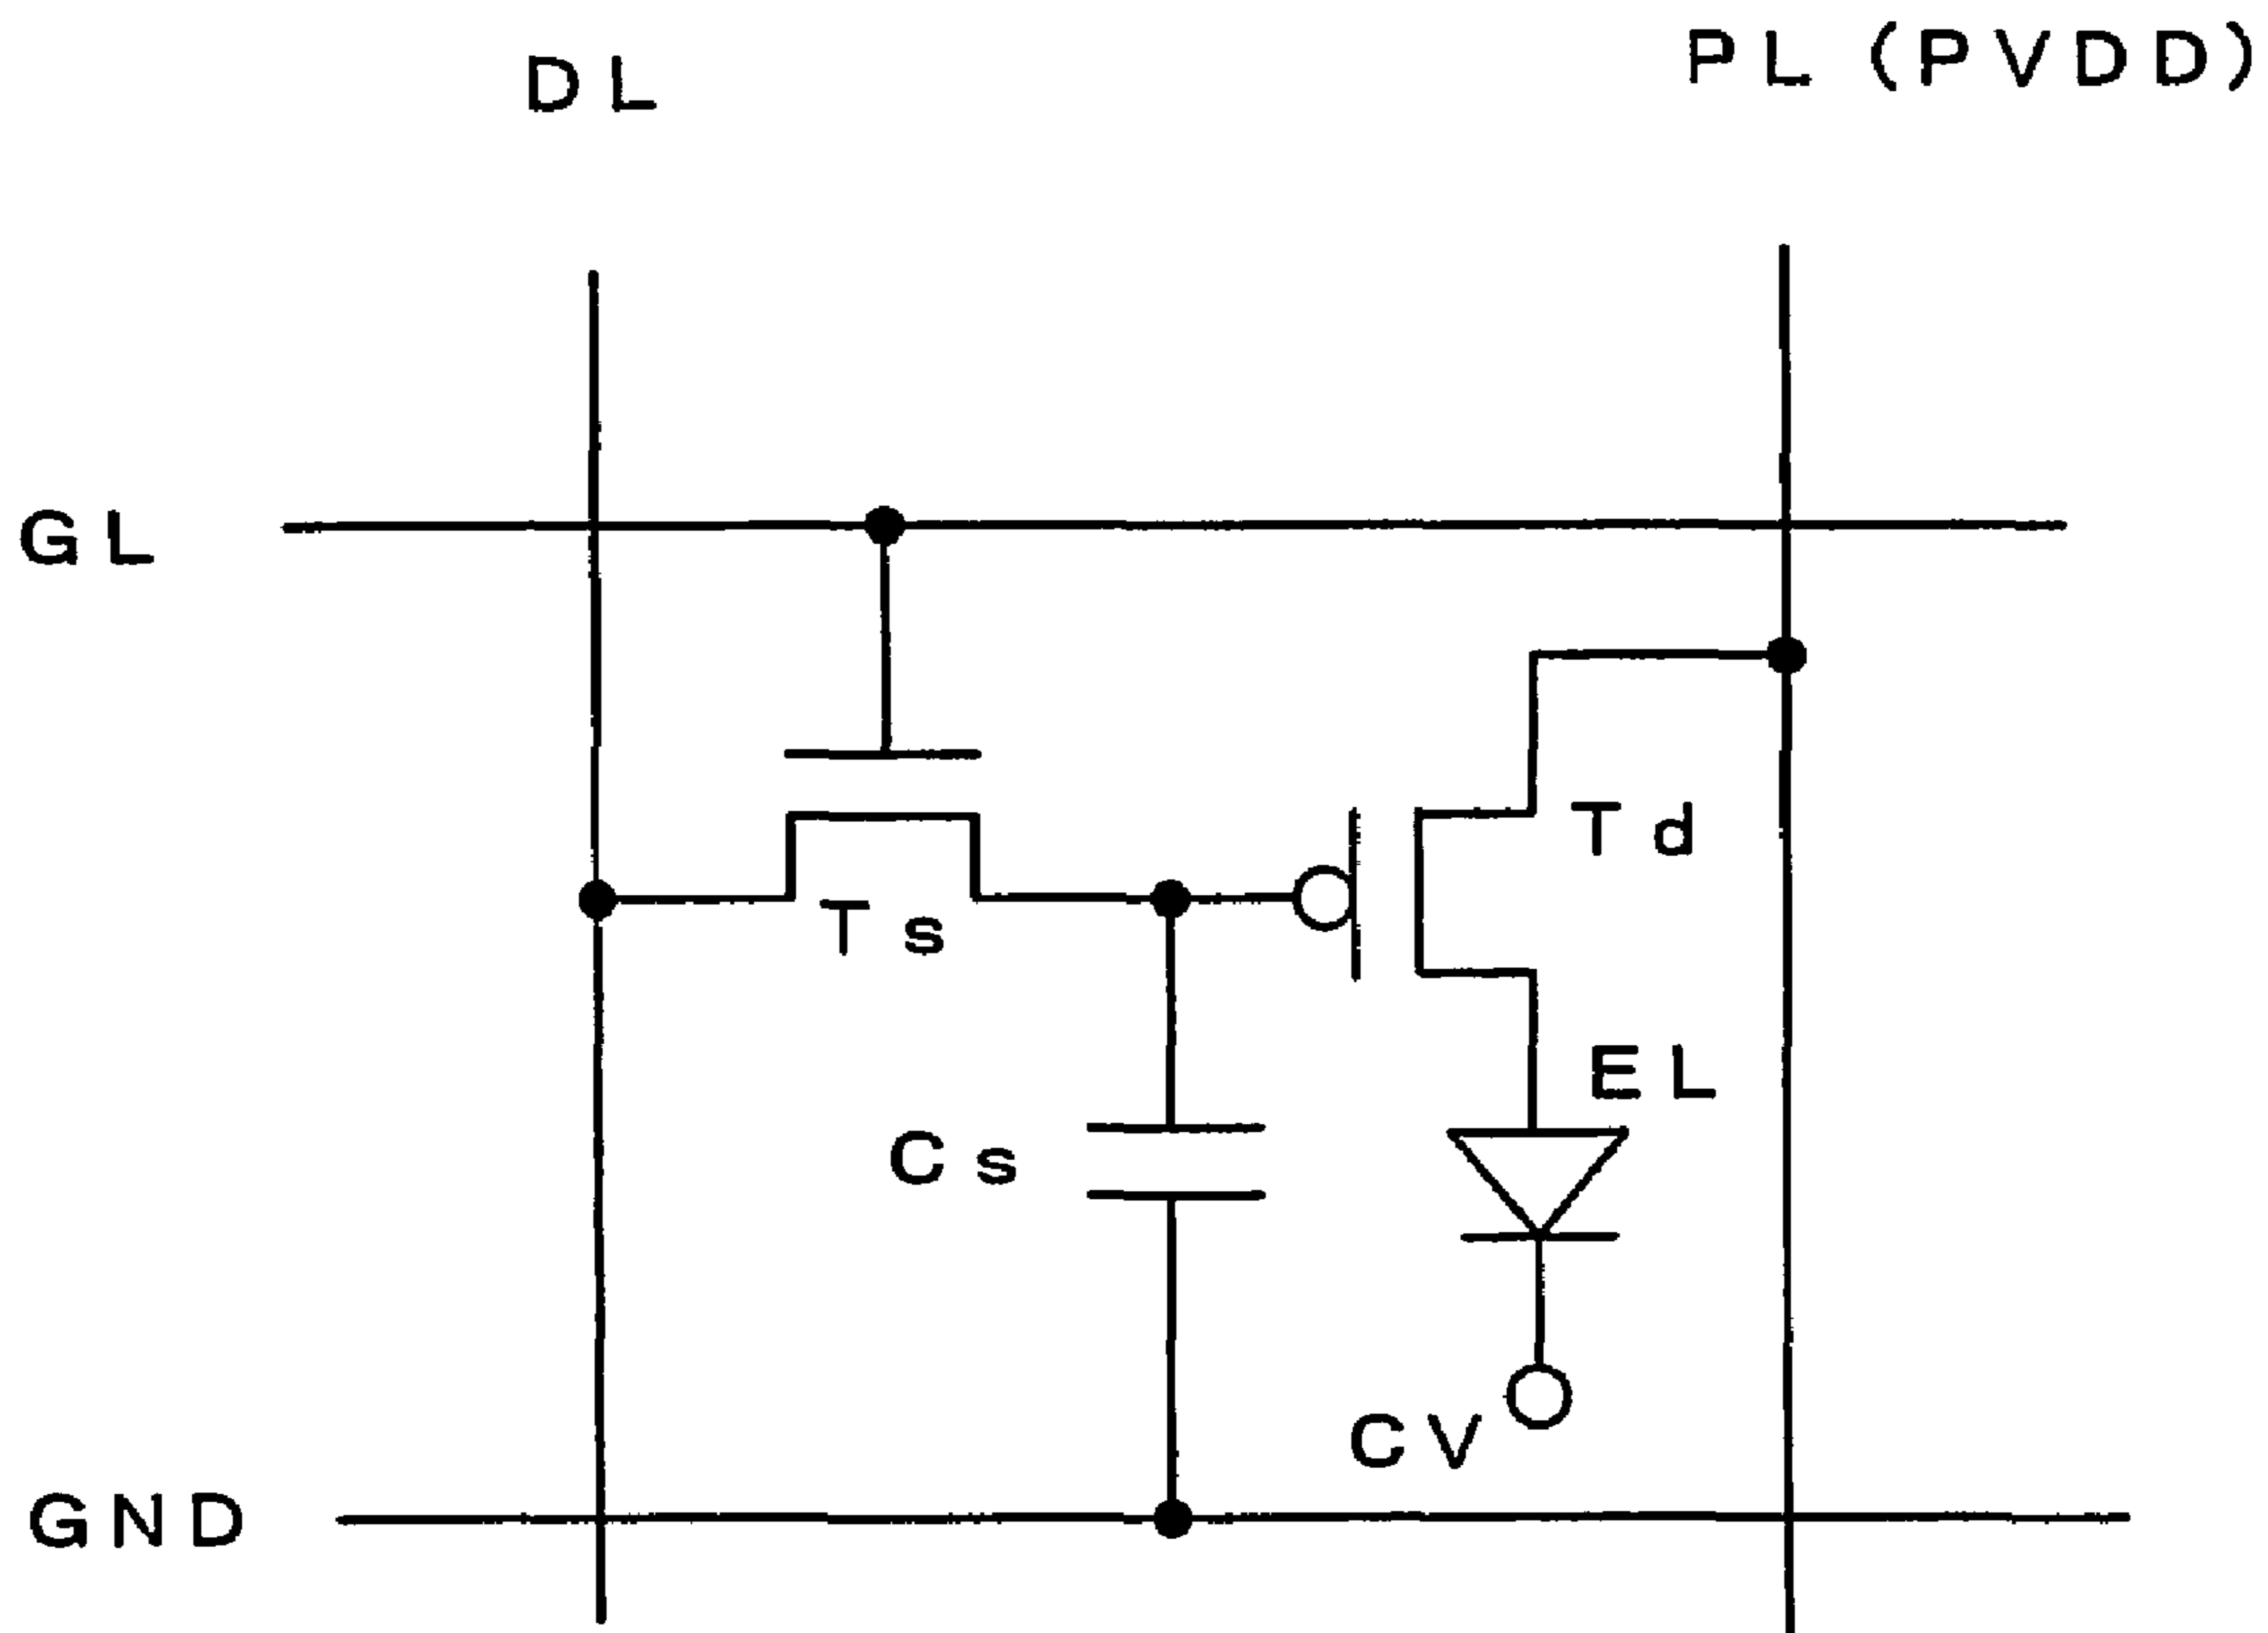 DL
PL (PVDD)
GL
Td
Ts
EL
Cs
CV
GND